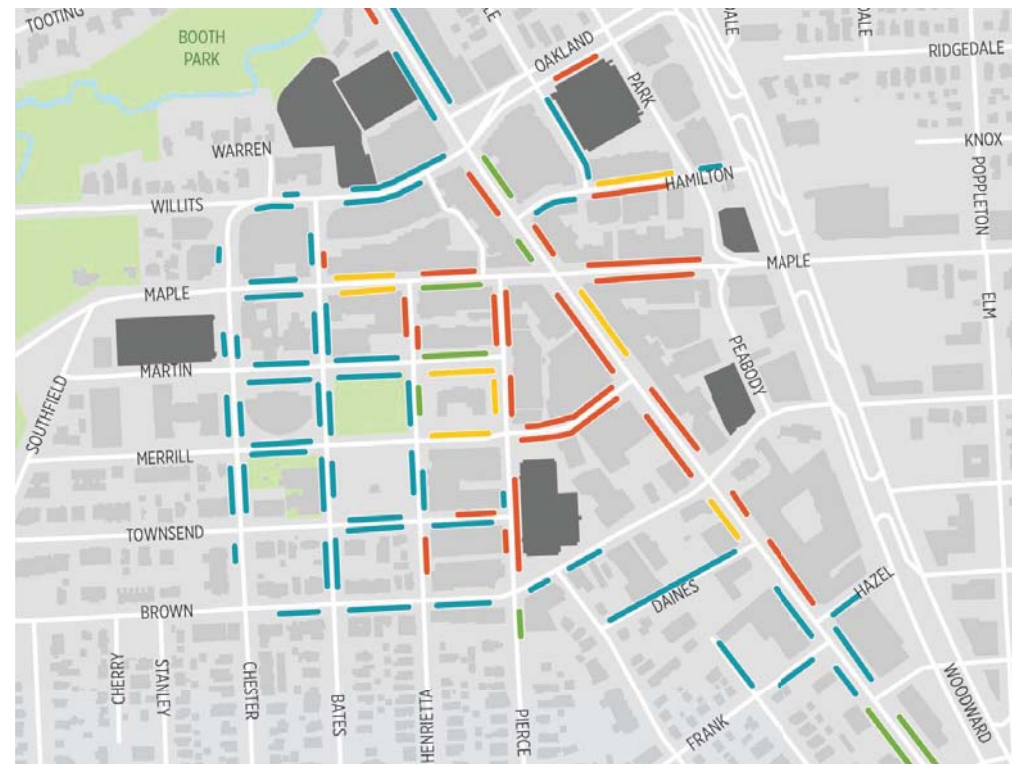 TOOTING
BOOTH
PARK
OAKLAND
RIDGEDALE
PARK
KNOX
WARREN
HAMILTON
POPPLETON
WILLITS
MAPLE
MAPLE
ELM
MARTIN
PEABODY
SOUTHFIELD
MERRILL
TOWNSEND
DAINES
HAZEL
BROWN
CHERRY
STANLEY
CHESTER
BATES
HENRIETTA
PIERCE
FRANK
WOODWARD